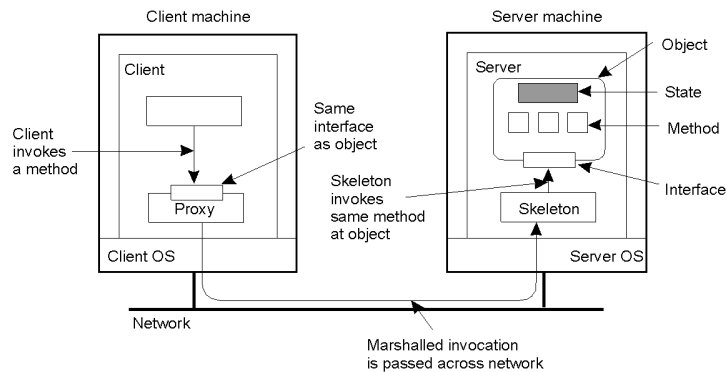 Client machine
Server machine
Client
Server
Object
State
Method
Interface
Client
invokes
a method
Same
interface
as object
Proxy
Skeleton
invokes
same method
at object
Skeleton
Client OS
Server OS
Network
Marshalled invocation
is passed across network